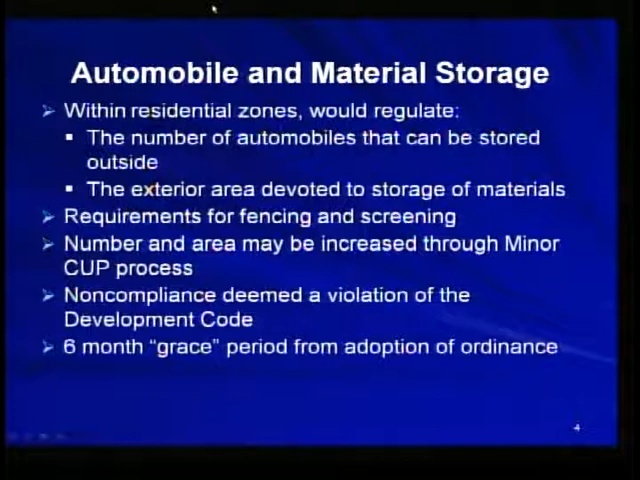 Automobile and Material Storage
Within residential zones, would regulate:
The number of automobiles that can be stored
outside
The exterior area devoted to storage of materials
Requirements for fencing and screening
Number and area may be increased through Minor
CUP process
Noncompliance deemed a violation of the
Development Code
6 month “grace” period from adoption of ordinance
4